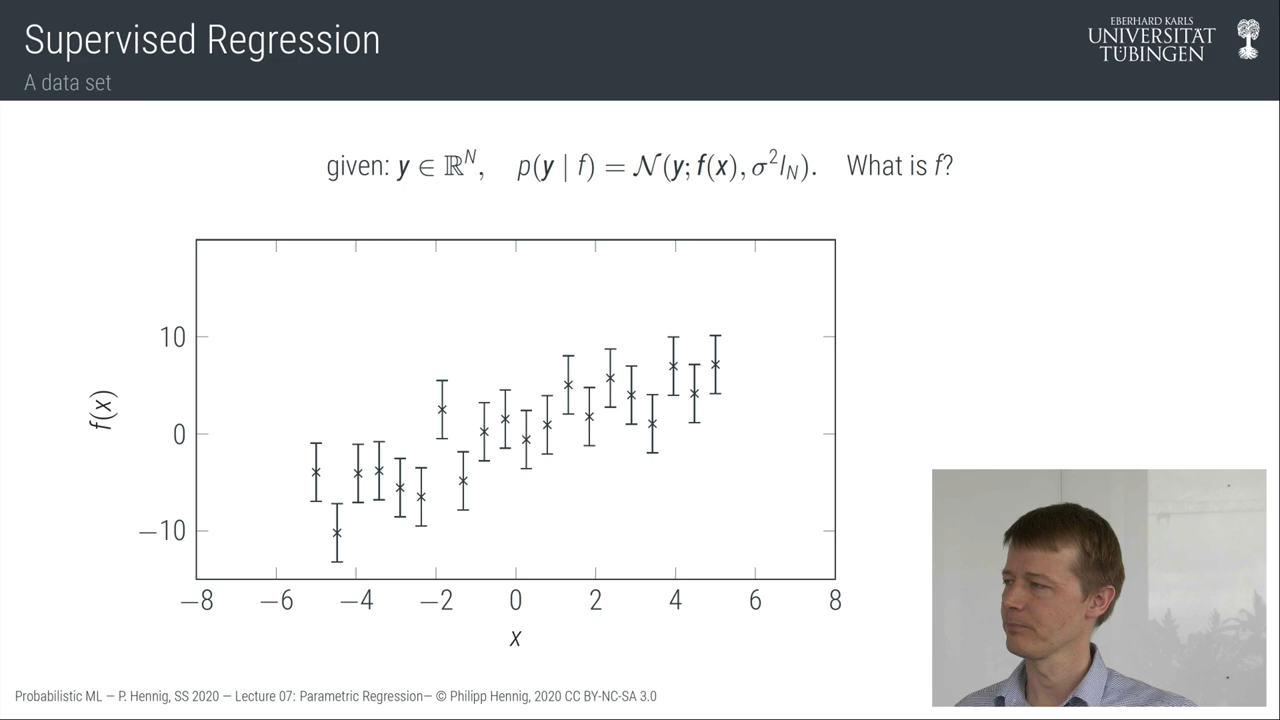 Supervised Regression
A data set
EBERHARD KARLS
UNIVERSITÄT
TÜBINGEN
given: y ∈ ℝ^N, p(y | f) = 𝒩(y; f(x), σ²I_N). What is f?
10
0
−10
f(x)
−8 −6 −4 −2 0 2 4 6 8
x
Probabilistic ML — P. Hennig, SS 2020 — Lecture 07: Parametric Regression— © Philipp Hennig, 2020 CC BY-NC-SA 3.0